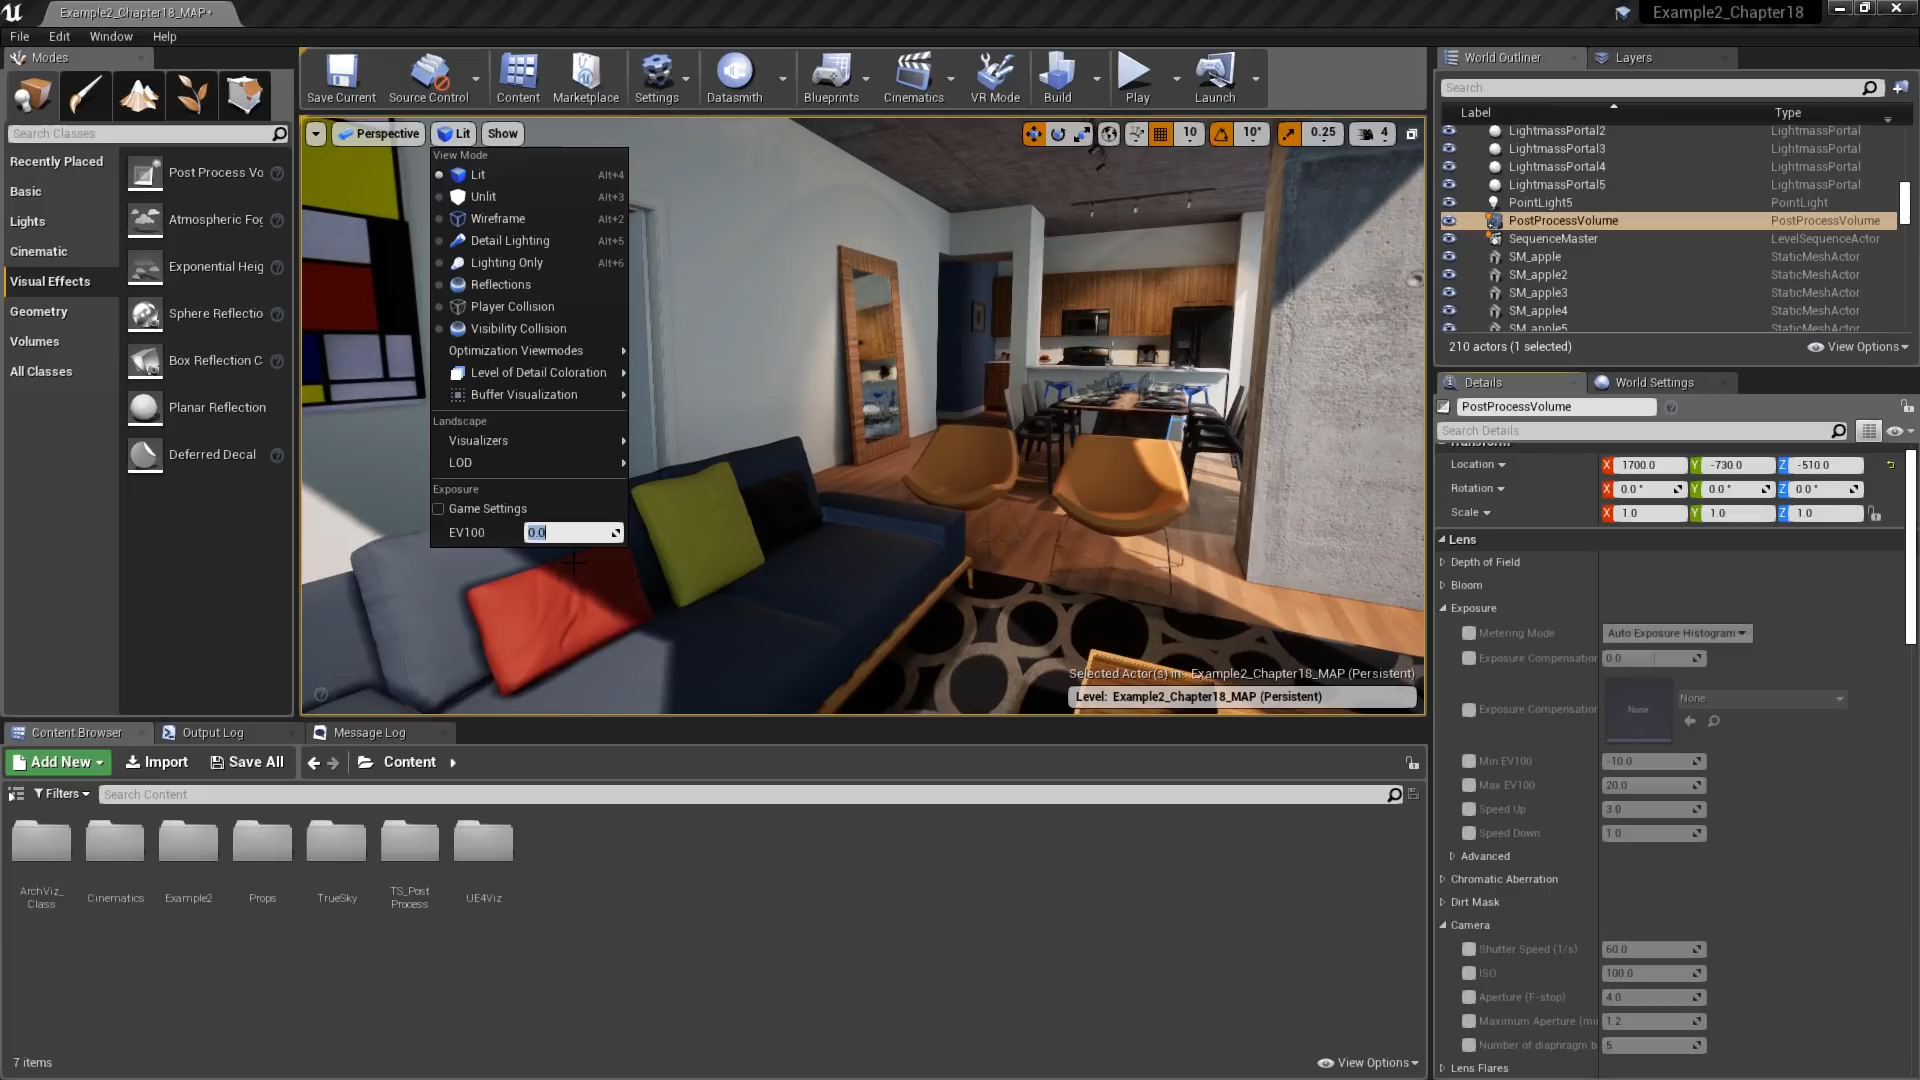 Example2_Chapter18_MAP*
Example2_Chapter18
File Edit Window Help
Modes
Search Classes
Recently Placed
Basic
Lights
Cinematic
Visual Effects
Geometry
Volumes
All Classes
Post Process Vo
Atmospheric Fog
Exponential Heig
Sphere Reflectio
Box Reflection C
Planar Reflection
Deferred Decal
Save Current
Source Control
Content
Marketplace
Settings
Datasmith
Blueprints
Cinematics
VR Mode
Build
Play
Launch
Perspective Lit Show
10 10° 0.25 4
View Mode
Lit Alt+4
Unlit Alt+3
Wireframe Alt+2
Detail Lighting Alt+5
Lighting Only Alt+6
Reflections
Player Collision
Visibility Collision
Optimization Viewmodes
Level of Detail Coloration
Buffer Visualization
Landscape
Visualizers
LOD
Exposure
Game Settings
EV100 0.0
Selected Actor(s) in: Example2_Chapter18_MAP (Persistent)
Level: Example2_Chapter18_MAP (Persistent)
World Outliner Layers
Search...
Label Type
LightmassPortal2 LightmassPortal
LightmassPortal3 LightmassPortal
LightmassPortal4 LightmassPortal
LightmassPortal5 LightmassPortal
PointLight5 PointLight
PostProcessVolume PostProcessVolume
SequenceMaster LevelSequenceActor
SM_apple StaticMeshActor
SM_apple2 StaticMeshActor
SM_apple3 StaticMeshActor
SM_apple4 StaticMeshActor
SM_apple5 StaticMeshActor
210 actors (1 selected) View Options
Details World Settings
PostProcessVolume
Search Details
Transform
Location X 1700.0 Y -730.0 Z -510.0
Rotation X 0.0 ° Y 0.0 ° Z 0.0 °
Scale X 1.0 Y 1.0 Z 1.0
Lens
Depth of Field
Bloom
Exposure
Metering Mode Auto Exposure Histogram
Exposure Compensation 0.0
Exposure Compensation None None
Min EV100 -10.0
Max EV100 20.0
Speed Up 3.0
Speed Down 1.0
Advanced
Chromatic Aberration
Dirt Mask
Camera
Shutter Speed (1/s) 60.0
ISO 100.0
Aperture (F-stop) 4.0
Maximum Aperture (mi 1.2
Number of diaphragm b 5
Lens Flares
Content Browser Output Log Message Log
Add New Import Save All Content
Filters Search Content
ArchViz_
Class
Cinematics
Example2
Props
TrueSky
TS_Post
Process
UE4Viz
7 items View Options